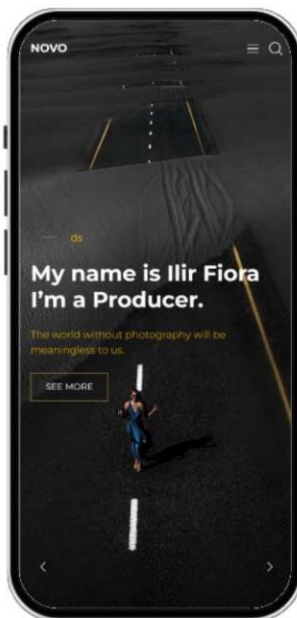 NOVO
ds
My name is Ilir Fiora
I'm a Producer.
The world without photography will be
meaningless to us.
SEE MORE